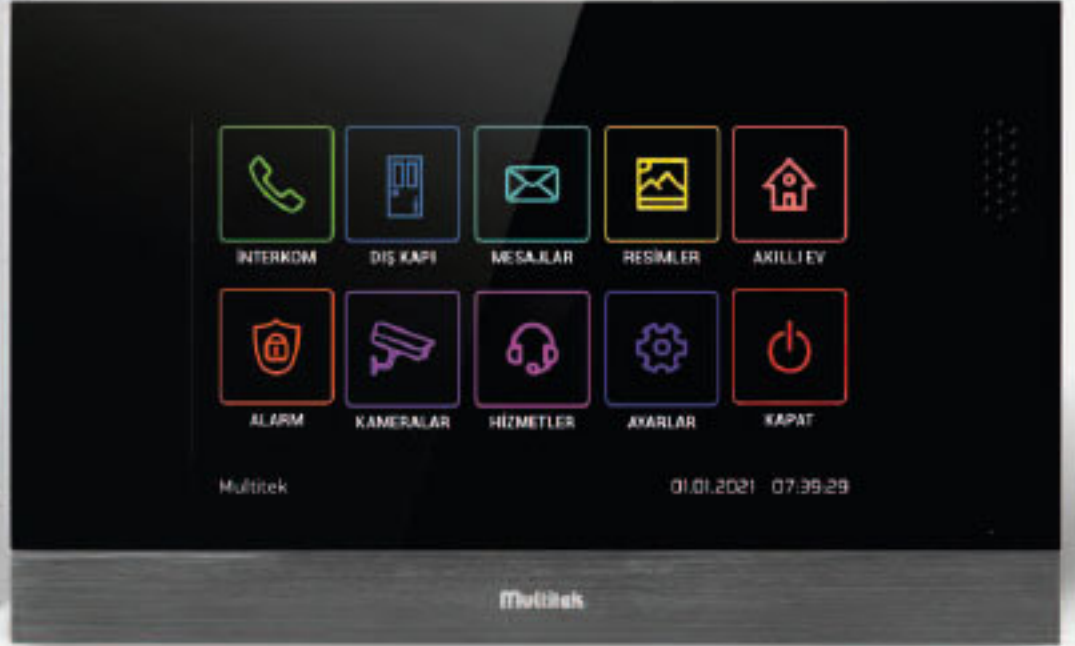 İNTERKOM DIŞ KAPI MESAJLAR RESİMLER AKILLI EV
ALARM KAMERALAR HİZMETLER AYARLAR KAPAT
Multitek 01.01.2021 07:39:29
Multitek